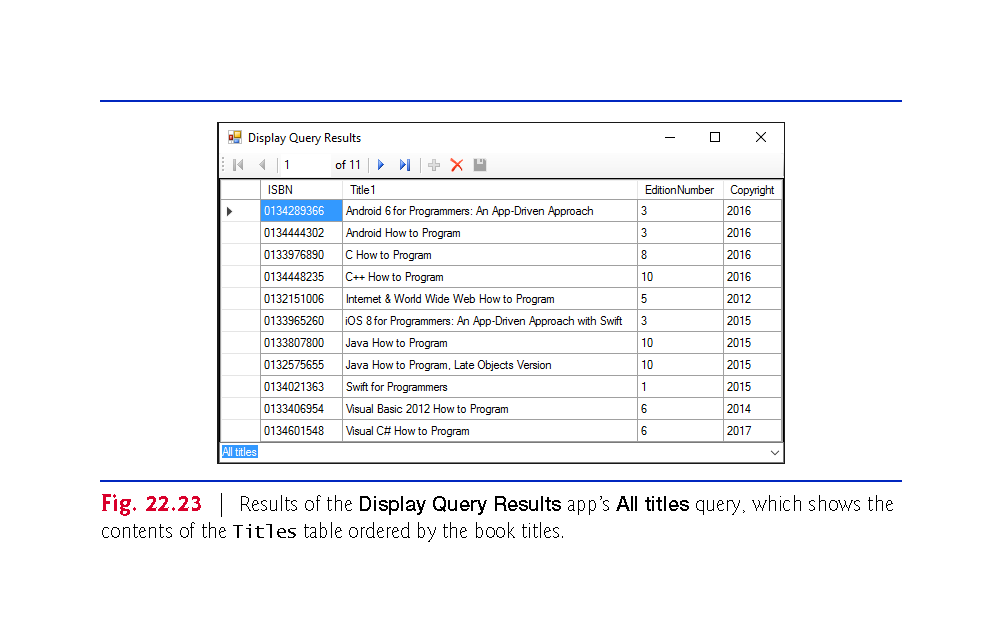 Display Query Results
1 of 11
ISBN Title1 EditionNumber Copyright
0134289366 Android 6 for Programmers: An App-Driven Approach 3 2016
0134444302 Android How to Program 3 2016
0133976890 C How to Program 8 2016
0134448235 C++ How to Program 10 2016
0132151006 Internet & World Wide Web How to Program 5 2012
0133965260 iOS 8 for Programmers: An App-Driven Approach with Swift 3 2015
0133807800 Java How to Program 10 2015
0132575655 Java How to Program, Late Objects Version 10 2015
0134021363 Swift for Programmers 1 2015
0133406954 Visual Basic 2012 How to Program 6 2014
0134601548 Visual C# How to Program 6 2017
All titles
Fig. 22.23 | Results of the Display Query Results app’s All titles query, which shows the
contents of the Titles table ordered by the book titles.